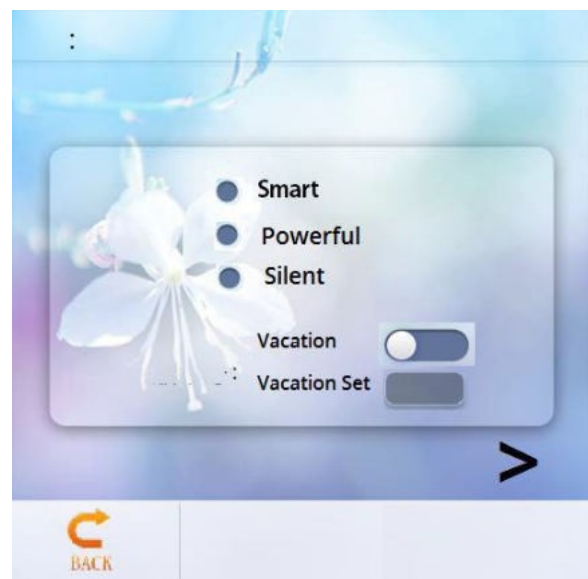 :
Smart
Powerful
Silent
Vacation
Vacation Set
>
BACK